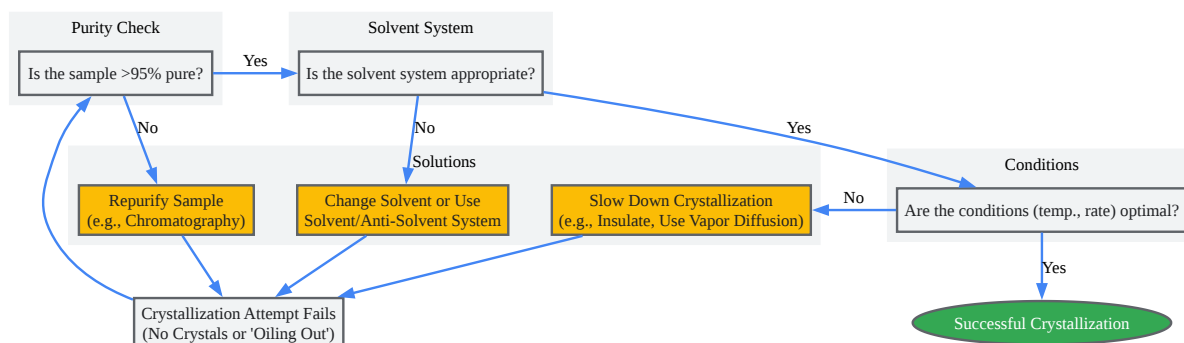 Purity Check
Solvent System
Is the sample >95% pure?
Yes
Is the solvent system appropriate?
No
No
Yes
Solutions
Conditions
Repurify Sample
(e.g., Chromatography)
Change Solvent or Use
Solvent/Anti-Solvent System
Slow Down Crystallization
(e.g., Insulate, Use Vapor Diffusion)
No
Are the conditions (temp., rate) optimal?
Yes
Crystallization Attempt Fails
(No Crystals or 'Oiling Out')
Successful Crystallization